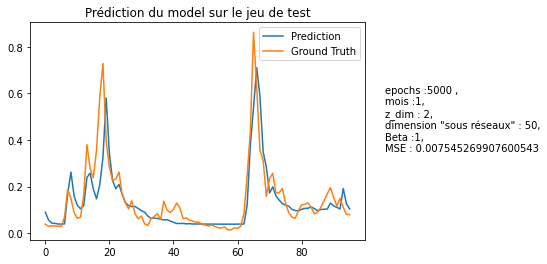 Prédiction du model sur le jeu de test
Prediction
Ground Truth
0.8
0.6
0.4
0.2
0.0
0
20
40
60
80
epochs :5000 ,
mois :1,
z_dim : 2,
dimension "sous réseaux" : 50,
Beta :1,
MSE : 0.007545269907600543